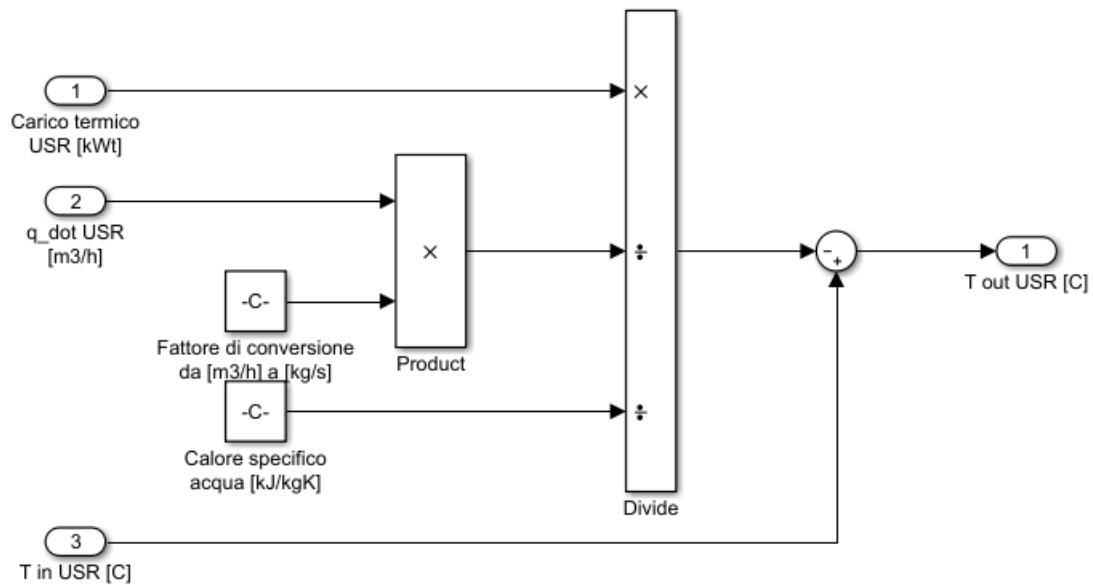 1
Carico termico
USR [kWt]
×
2
q_dot USR
[m3/h]
×
÷
-C-
Fattore di conversione
da [m3/h] a [kg/s]
Product
-C-
Calore specifico
acqua [kJ/kgK]
÷
Divide
-
+
1
T out USR [C]
3
T in USR [C]